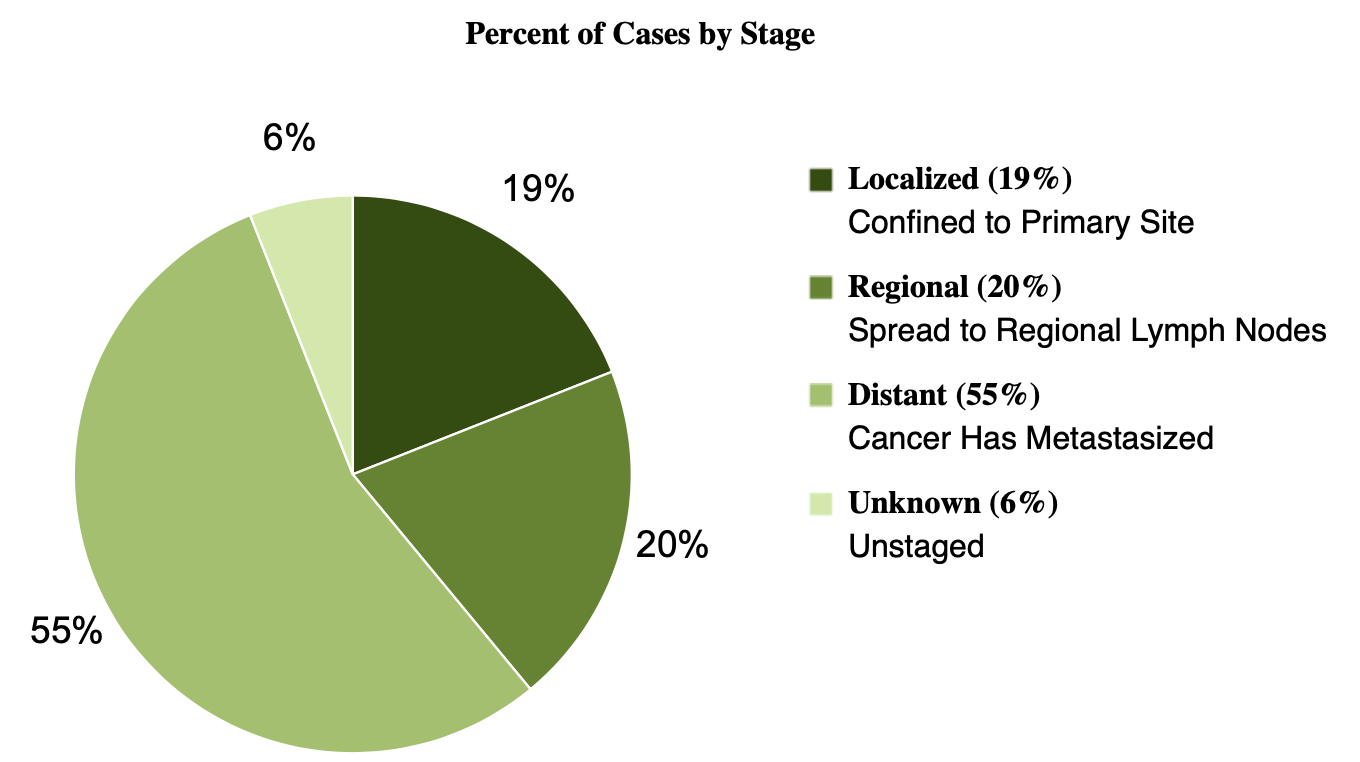 Percent of Cases by Stage
6%
19%
20%
55%
Localized (19%)
Confined to Primary Site
Regional (20%)
Spread to Regional Lymph Nodes
Distant (55%)
Cancer Has Metastasized
Unknown (6%)
Unstaged